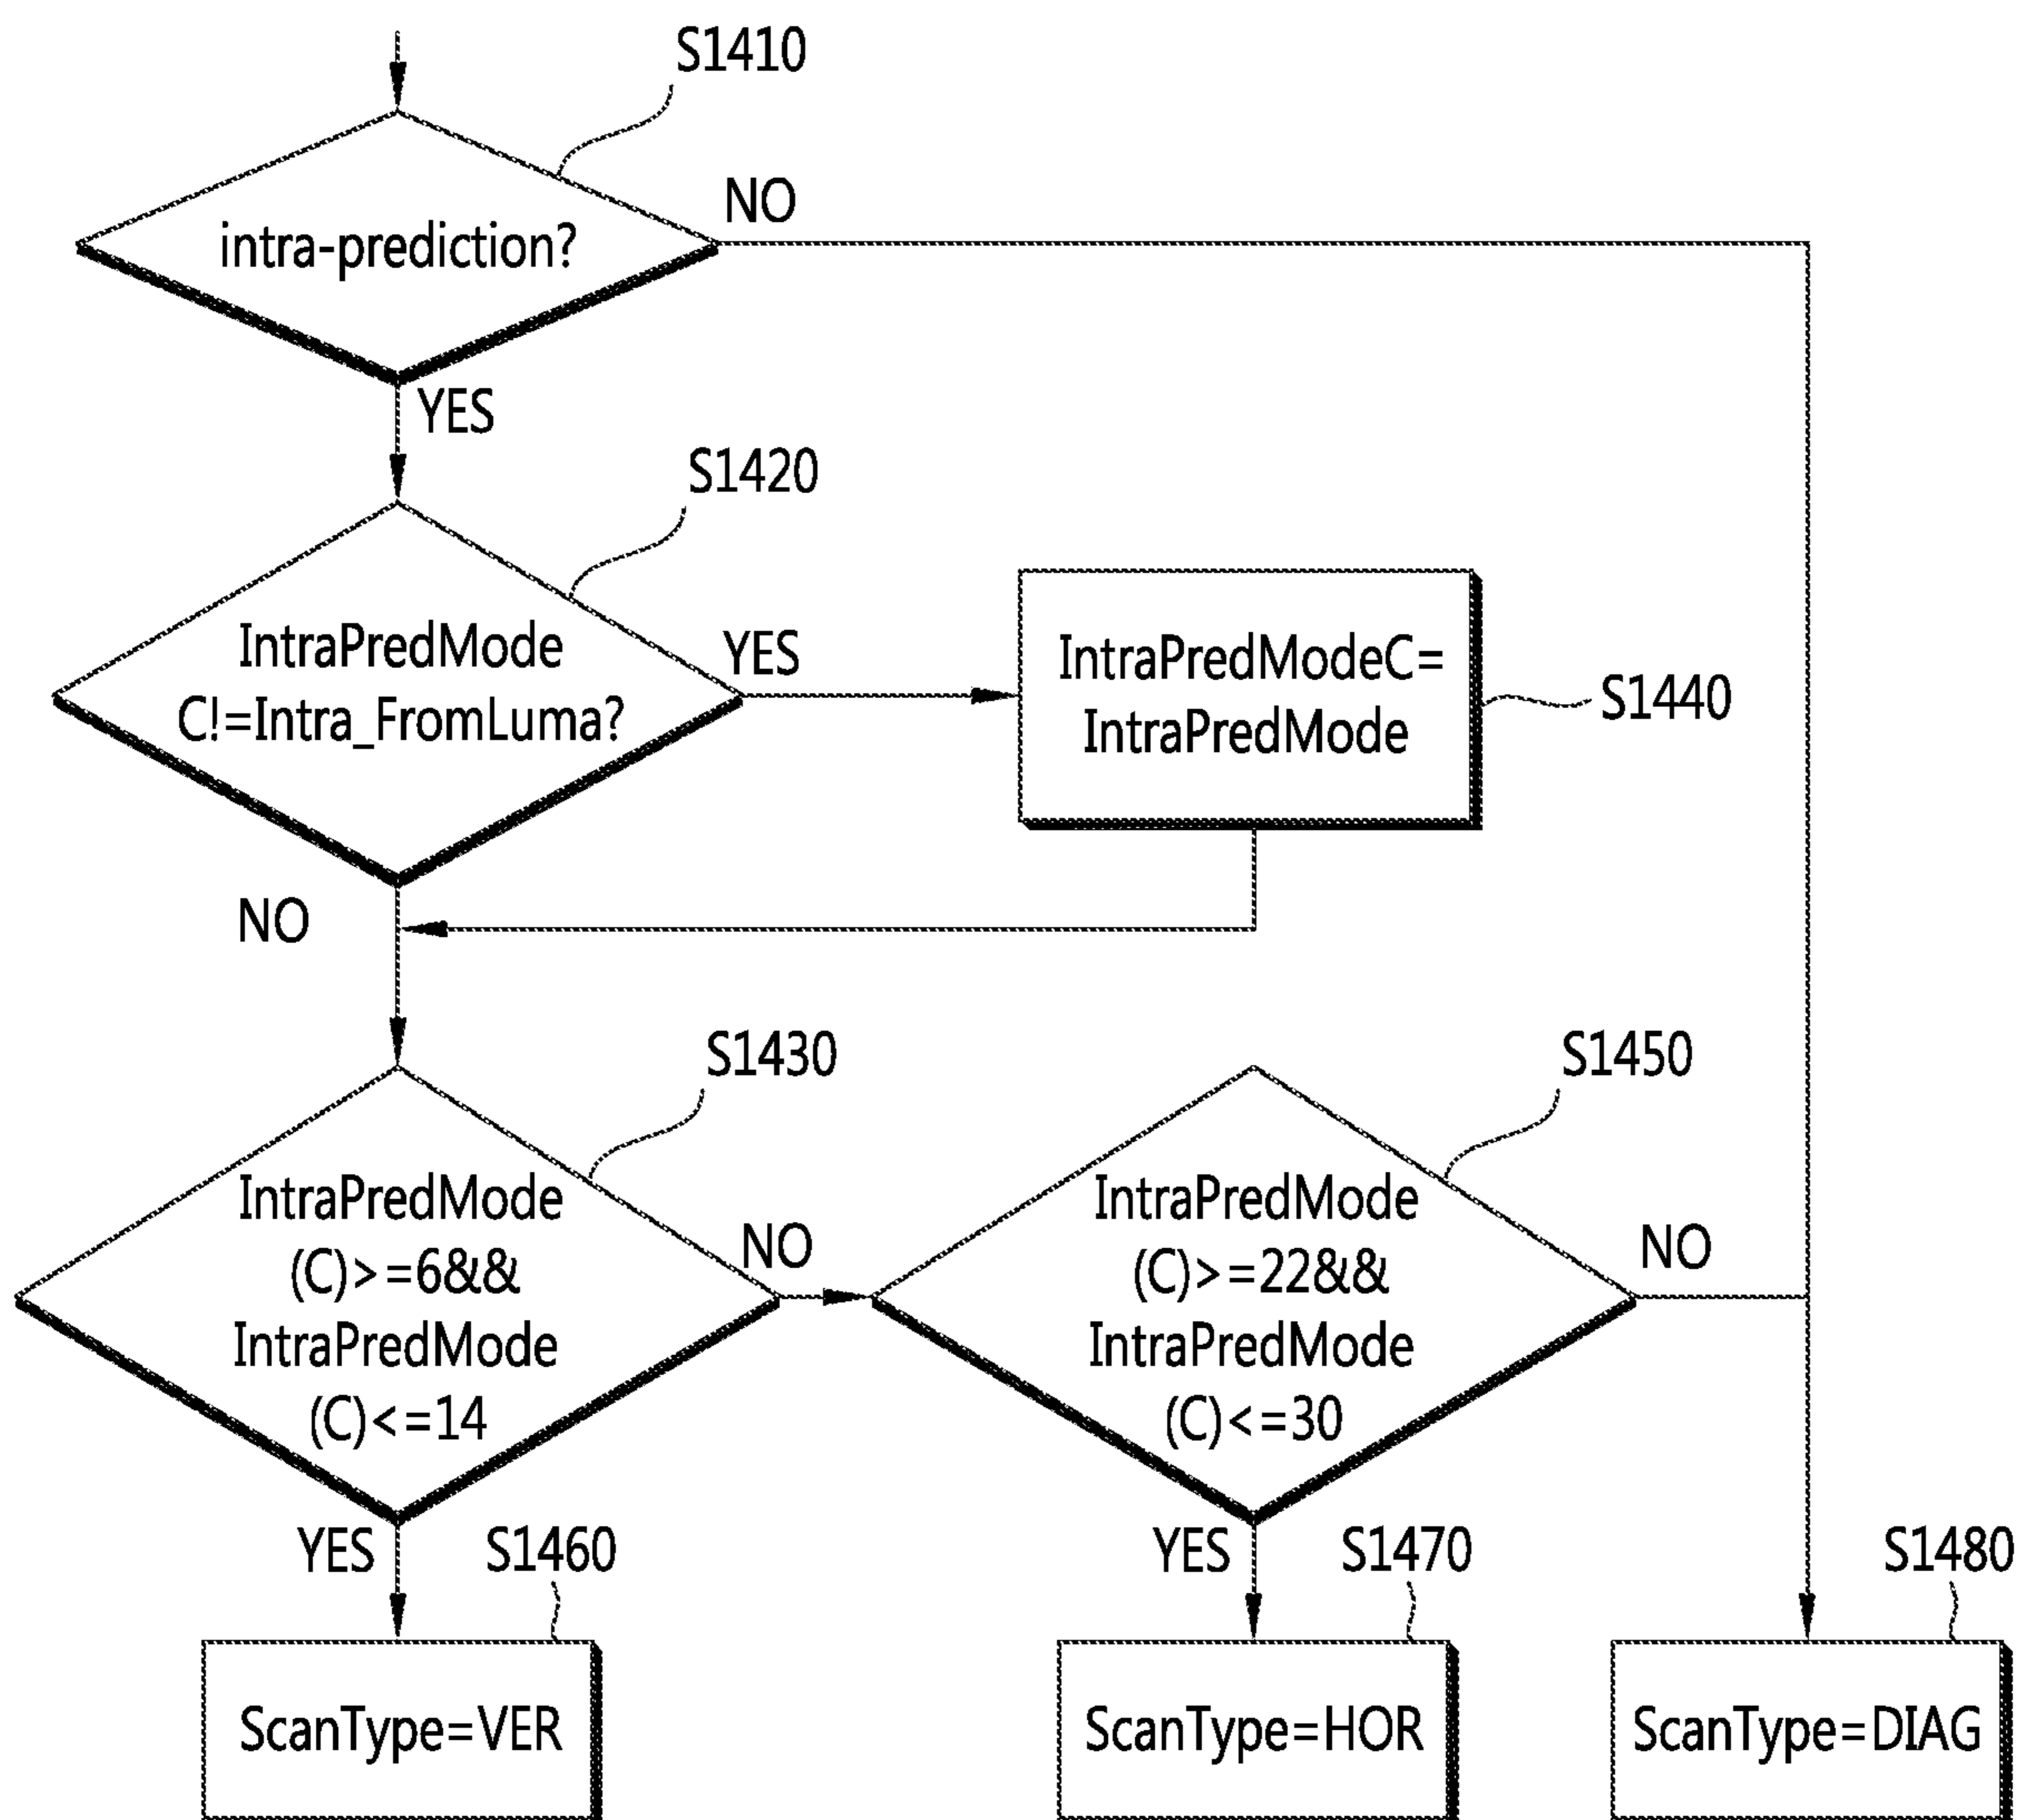 S1410
NO
intra-prediction?
YES
S1420
IntraPredMode
C!=Intra_FromLuma?
YES
IntraPredModeC=
IntraPredMode
S1440
NO
S1430
IntraPredMode
(C)>=6&&
IntraPredMode
(C)<=14
NO
S1450
IntraPredMode
(C)>=22&&
IntraPredMode
(C)<=30
NO
YES
S1460
YES
S1470
S1480
ScanType=VER
ScanType=HOR
ScanType=DIAG